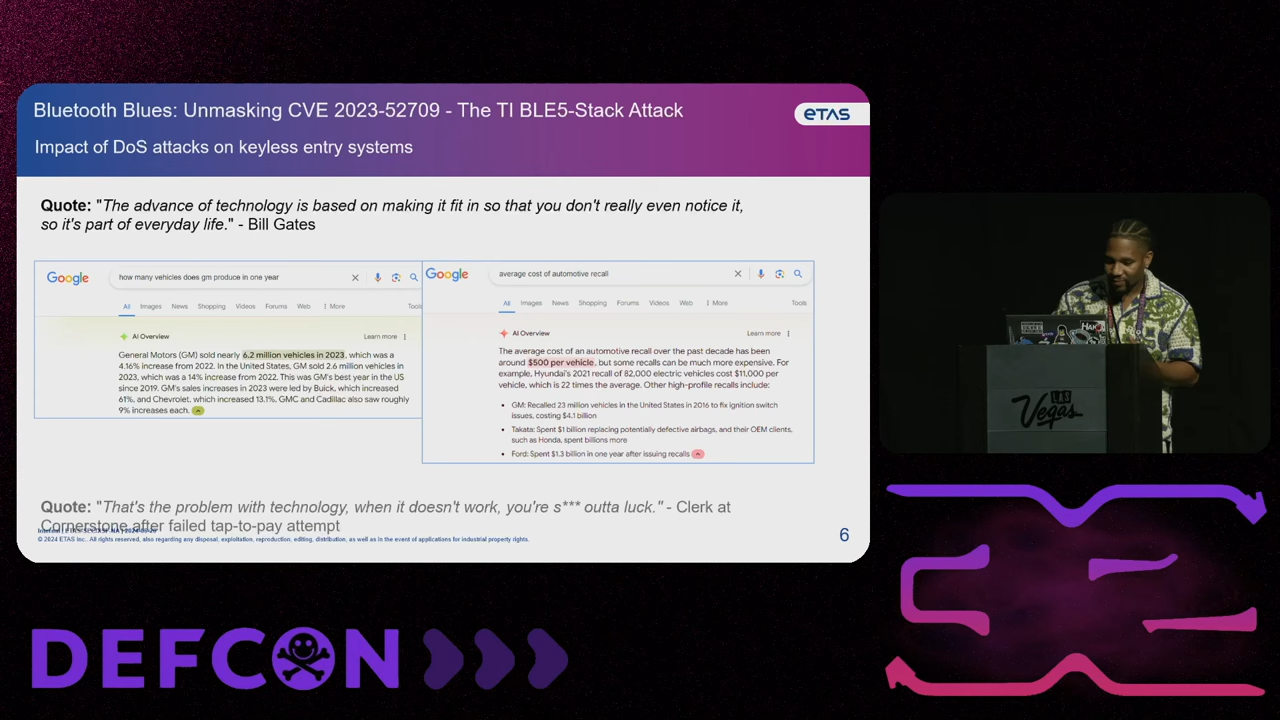 Bluetooth Blues: Unmasking CVE 2023-52709 - The TI BLE5-Stack Attack
eTAS
Impact of DoS attacks on keyless entry systems
Quote: "The advance of technology is based on making it fit in so that you don't really even notice it,
so it's part of everyday life." - Bill Gates
Google
how many vehicles does gm produce in one year
All Images News Shopping Videos Forums Web More Tools
AI Overview
Learn more
General Motors (GM) sold nearly 6.2 million vehicles in 2023, which was a
4.16% increase from 2022. In the United States, GM sold 2.6 million vehicles in
2023, which was a 14% increase from 2022. This was GM's best year in the US
since 2019. GM's sales increases in 2023 were led by Buick, which increased
61%, and Chevrolet, which increased 13.1%. GMC and Cadillac also saw roughly
9% increases each.
Google
average cost of automotive recall
All Images News Shopping Forums Videos Web More Tools
AI Overview
Learn more
The average cost of an automotive recall over the past decade has been
around $500 per vehicle, but some recalls can be much more expensive. For
example, Hyundai's 2021 recall of 82,000 electric vehicles cost $11,000 per
vehicle, which is 22 times the average. Other high-profile recalls include:
• GM: Recalled 23 million vehicles in the United States in 2016 to fix ignition switch
issues, costing $4.1 billion
• Takata: Spent $1 billion replacing potentially defective airbags, and their OEM clients,
such as Honda, spent billions more
• Ford: Spent $1.3 billion in one year after issuing recalls
Quote: "That's the problem with technology, when it doesn't work, you're s*** outta luck." - Clerk at
Cornerstone after failed tap-to-pay attempt
© 2024 ETAS Inc. All rights reserved, also regarding any disposal, exploitation, reproduction, editing, distribution, as well as in the event of applications for industrial property rights.
6
LAS
Vegas
DEFCON